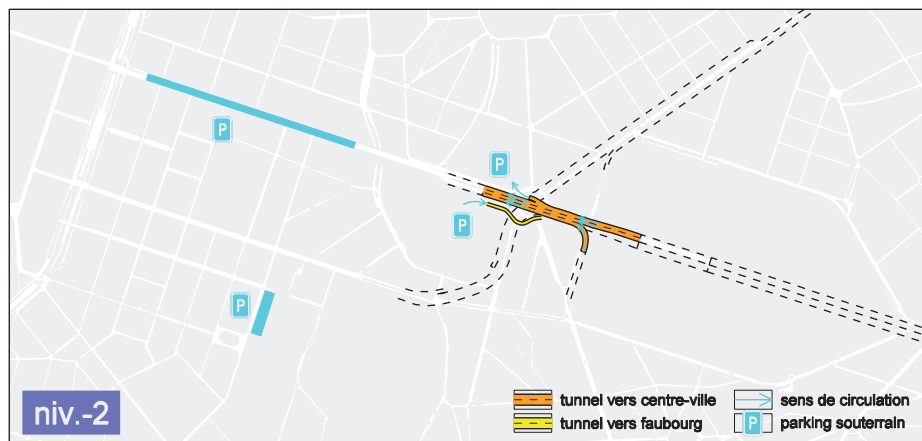 P
P
P
P
niv.-2
tunnel vers centre-ville
tunnel vers faubourg
sens de circulation
P parking souterrain